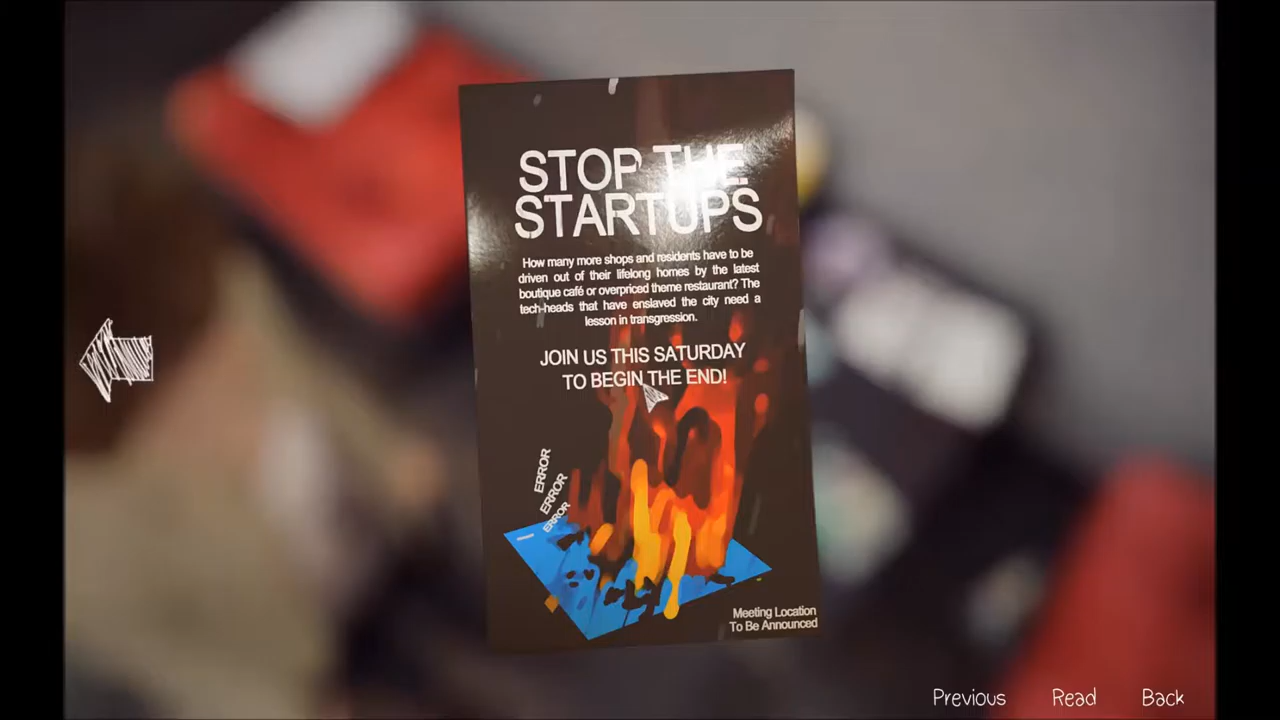 STOP THE
STARTUPS
How many more shops and residents have to be
driven out of their lifelong homes by the latest
boutique café or overpriced theme restaurant? The
tech-heads that have enslaved the city need a
lesson in transgression.
JOIN US THIS SATURDAY
TO BEGIN THE END!
ERROR
ERROR
ERROR
Meeting Location
To Be Announced
Previous Read Back